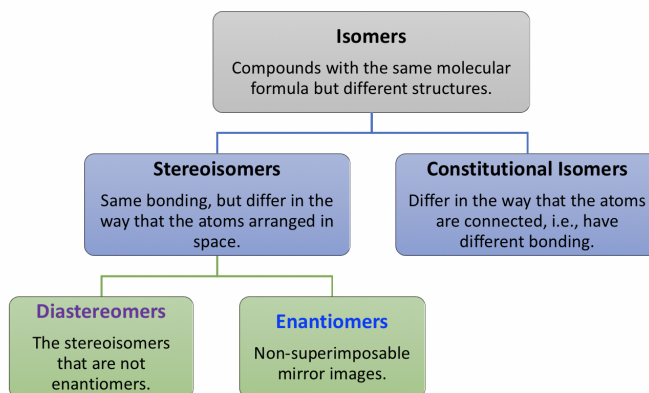 Isomers
Compounds with the same molecular
formula but different structures.
Stereoisomers
Same bonding, but differ in the
way that the atoms arranged in
space.
Constitutional Isomers
Differ in the way that the atoms
are connected, i.e., have
different bonding.
Diastereomers
The stereoisomers
that are not
enantiomers.
Enantiomers
Non-superimposable
mirror images.